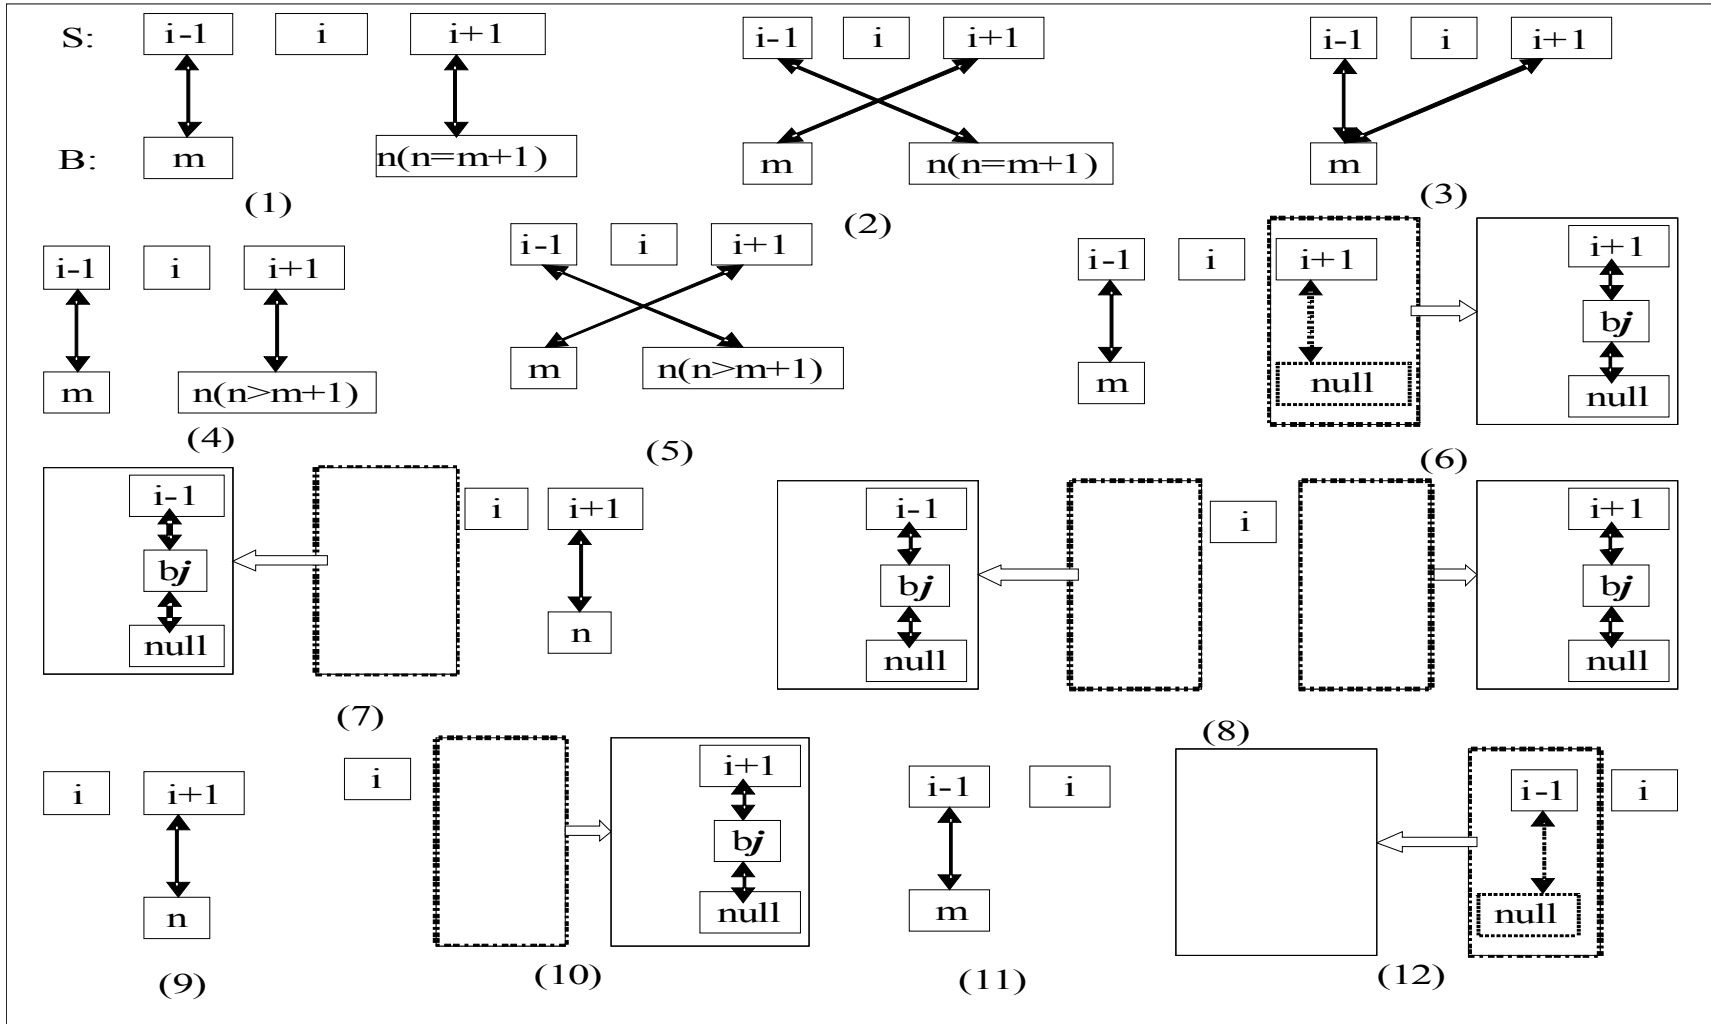 S: i-1 i i+1
B: m n(n=m+1)
(1)
i-1 i i+1
m n(n=m+1)
(2)
i-1 i i+1
m
(3)
i-1 i i+1
m n(n>m+1)
(4)
i-1 i i+1
m n(n>m+1)
(5)
i-1 i i+1 i+1
bj
m null null
(6)
i-1 i i+1
bj
null n
(7)
i-1 i i+1
bj bj
null null
(8)
i i+1
n
(9)
i i+1
bj
null
(10)
i-1 i
m
(11)
i-1 i
null
(12)